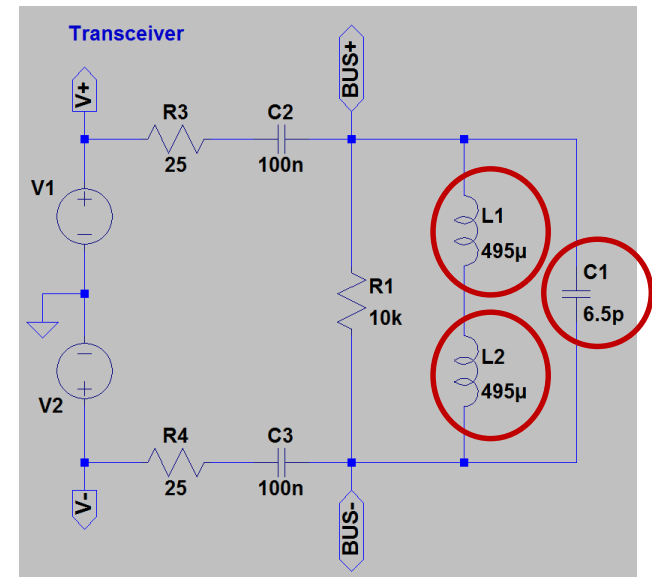 Transceiver
V+
BUS+
R3
25
C2
100n
V1
+
–
L1
495µ
C1
6.5p
R1
10k
L2
495µ
–
+
V2
R4
25
C3
100n
V-
BUS-